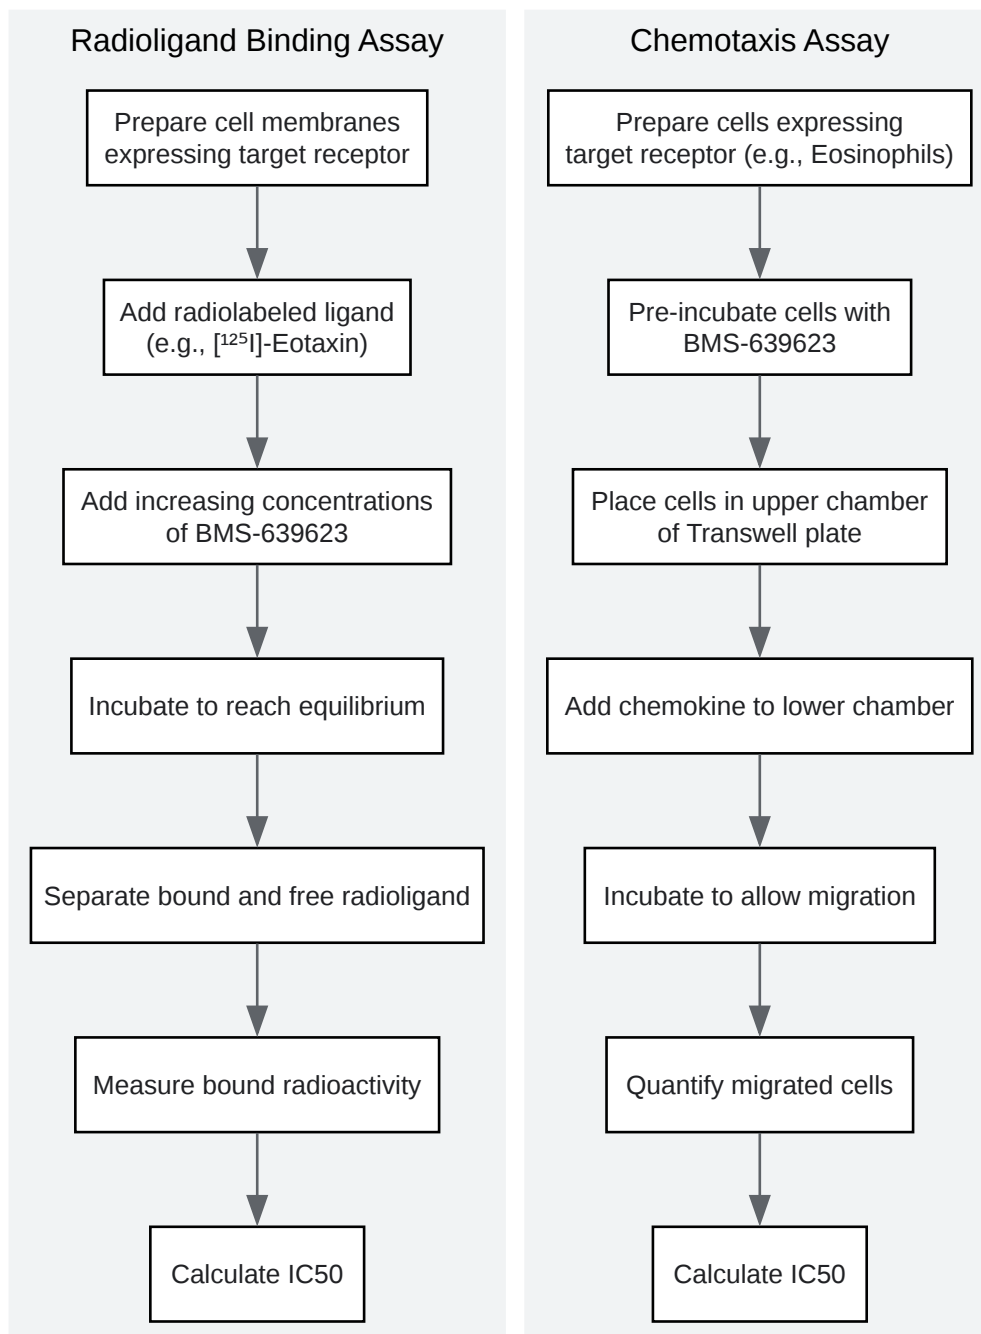 Radioligand Binding Assay
Prepare cell membranes
expressing target receptor
Add radiolabeled ligand
(e.g., [¹²⁵I]-Eotaxin)
Add increasing concentrations
of BMS-639623
Incubate to reach equilibrium
Separate bound and free radioligand
Measure bound radioactivity
Calculate IC50
Chemotaxis Assay
Prepare cells expressing
target receptor (e.g., Eosinophils)
Pre-incubate cells with
BMS-639623
Place cells in upper chamber
of Transwell plate
Add chemokine to lower chamber
Incubate to allow migration
Quantify migrated cells
Calculate IC50